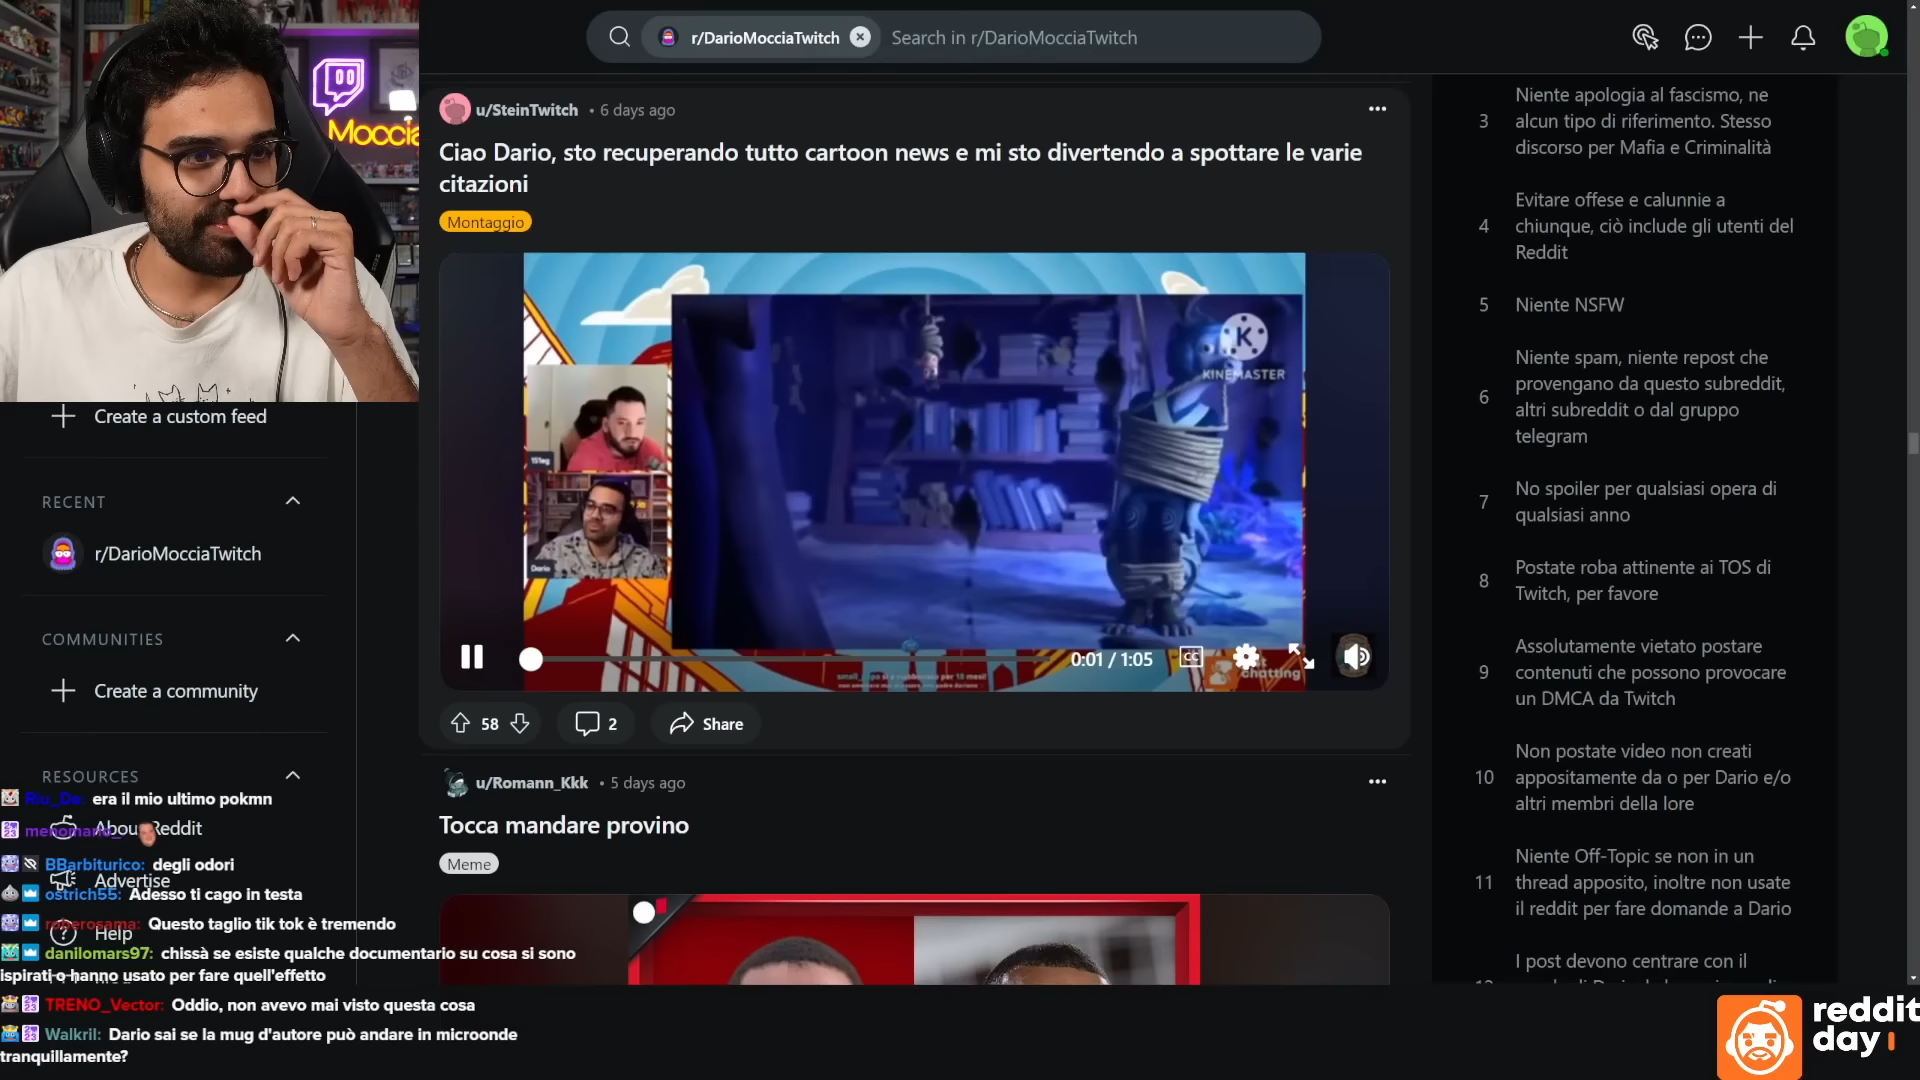 r/DarioMocciaTwitch
Search in r/DarioMocciaTwitch
Moccia
u/SteinTwitch • 6 days ago
Ciao Dario, sto recuperando tutto cartoon news e mi sto divertendo a spottare le varie
citazioni
Montaggio
K
KINEMASTER
151eg
Dario
0:01 / 1:05
CC
chatting
58
2
Share
u/Romann_Kkk • 5 days ago
Tocca mandare provino
Meme
Create a custom feed
RECENT
r/DarioMocciaTwitch
COMMUNITIES
Create a community
RESOURCES
About Reddit
Advertise
Help
Riu_De: era il mio ultimo pokmn
BBarbiturico: degli odori
ostrich55: Adesso ti cago in testa
Questo taglio tik tok è tremendo
danilomars97: chissà se esiste qualche documentario su cosa si sono
ispirati o hanno usato per fare quell'effetto
TRENO_Vector: Oddio, non avevo mai visto questa cosa
Walkril: Dario sai se la mug d'autore può andare in microonde
tranquillamente?
3
Niente apologia al fascismo, ne
alcun tipo di riferimento. Stesso
discorso per Mafia e Criminalità
4
Evitare offese e calunnie a
chiunque, ciò include gli utenti del
Reddit
5
Niente NSFW
6
Niente spam, niente repost che
provengano da questo subreddit,
altri subreddit o dal gruppo
telegram
7
No spoiler per qualsiasi opera di
qualsiasi anno
8
Postate roba attinente ai TOS di
Twitch, per favore
9
Assolutamente vietato postare
contenuti che possono provocare
un DMCA da Twitch
10
Non postate video non creati
appositamente da o per Dario e/o
altri membri della lore
11
Niente Off-Topic se non in un
thread apposito, inoltre non usate
il reddit per fare domande a Dario
I post devono centrare con il
reddit
day